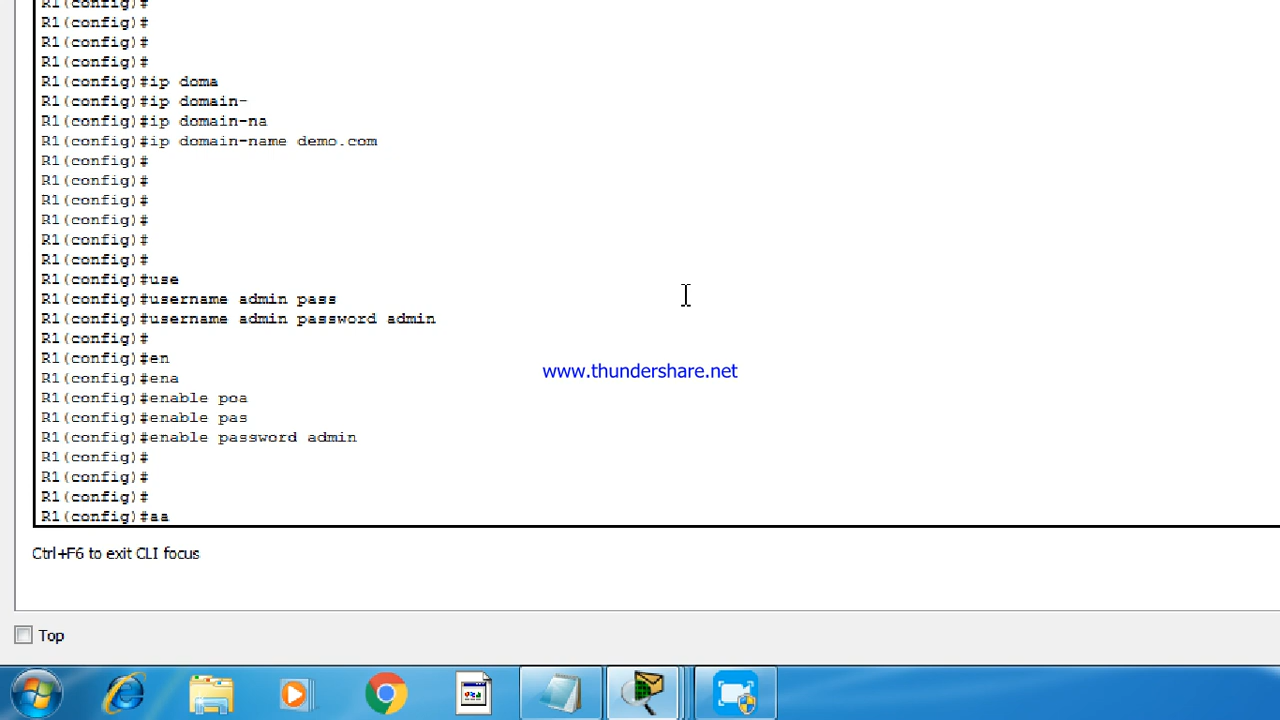 R1(config)#
R1(config)#
R1(config)#
R1(config)#
R1(config)#ip doma
R1(config)#ip domain-
R1(config)#ip domain-na
R1(config)#ip domain-name demo.com
R1(config)#
R1(config)#
R1(config)#
R1(config)#
R1(config)#
R1(config)#
R1(config)#use
R1(config)#username admin pass
R1(config)#username admin password admin
R1(config)#
R1(config)#en
www.thundershare.net
R1(config)#ena
R1(config)#enable poa
R1(config)#enable pas
R1(config)#enable password admin
R1(config)#
R1(config)#
R1(config)#
R1(config)#aa
Ctrl+F6 to exit CLI focus
Top